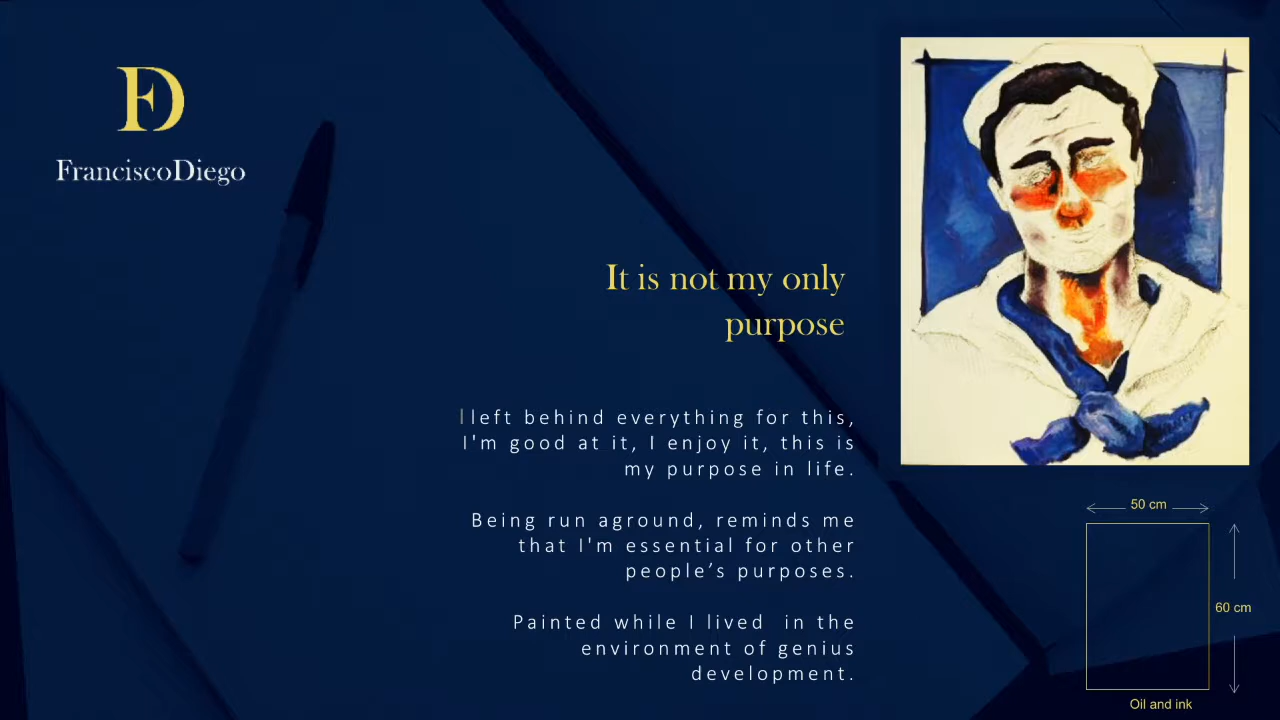 FD
FranciscoDiego
It is not my only
purpose
I left behind everything for this,
I'm good at it, I enjoy it, this is
my purpose in life.
Being run aground, reminds me
that I'm essential for other
people’s purposes.
Painted while I lived in the
environment of genius
development.
50 cm
60 cm
Oil and ink